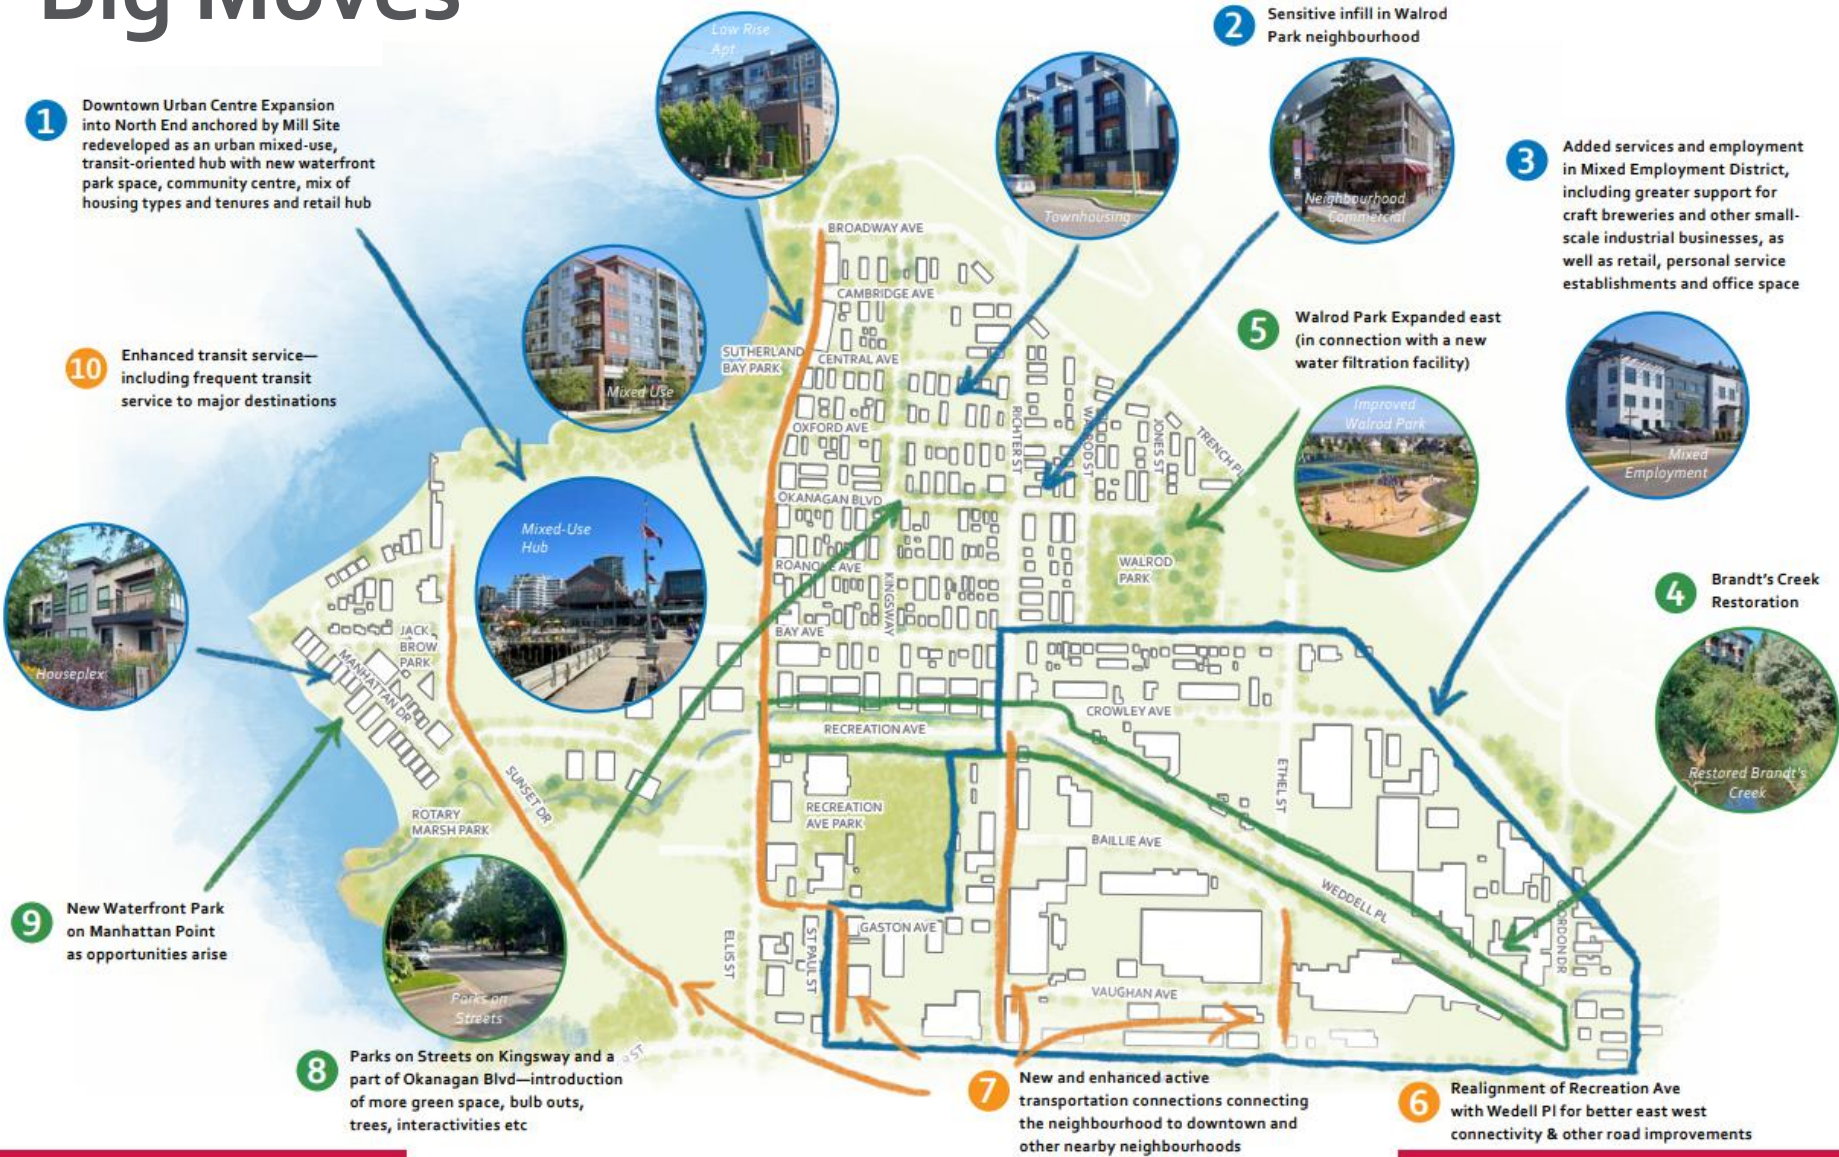 Big Moves
1
Downtown Urban Centre Expansion
into North End anchored by Mill Site
redeveloped as an urban mixed-use,
transit-oriented hub with new waterfront
park space, community centre, mix of
housing types and tenures and retail hub
Low Rise
Apt
Townhousing
2
Sensitive infill in Walrod
Park neighbourhood
Neighbourhood
Commercial
3
Added services and employment
in Mixed Employment District,
including greater support for
craft breweries and other small-
scale industrial businesses, as
well as retail, personal service
establishments and office space
Mixed
Employment
10
Enhanced transit service—
including frequent transit
service to major destinations
Mixed Use
5
Walrod Park Expanded east
(in connection with a new
water filtration facility)
Improved
Walrod Park
4
Brandt's Creek
Restoration
Restored Brandt's
Creek
Houseplex
Mixed-Use
Hub
BROADWAY AVE
CAMBRIDGE AVE
SUTHERLAND
BAY PARK
CENTRAL AVE
OXFORD AVE
RICHTER ST
WALROD ST
JONES ST
TRENCH PL
OKANAGAN BLVD
ROANOKE AVE
KINGSWAY
WALROD
PARK
BAY AVE
JACK
BROW
PARK
MANHATTAN DR
CROWLEY AVE
RECREATION AVE
SUNSET DR
ETHEL ST
ROTARY
MARSH PARK
RECREATION
AVE PARK
BAILLIE AVE
WEDDELL PL
GORDON DR
ELLIS ST
ST PAUL ST
GASTON AVE
VAUGHAN AVE
9
New Waterfront Park
on Manhattan Point
as opportunities arise
Parks on
Streets
8
Parks on Streets on Kingsway and a
part of Okanagan Blvd—introduction
of more green space, bulb outs,
trees, interactivities etc
ST
7
New and enhanced active
transportation connections connecting
the neighbourhood to downtown and
other nearby neighbourhoods
6
Realignment of Recreation Ave
with Wedell Pl for better east west
connectivity & other road improvements